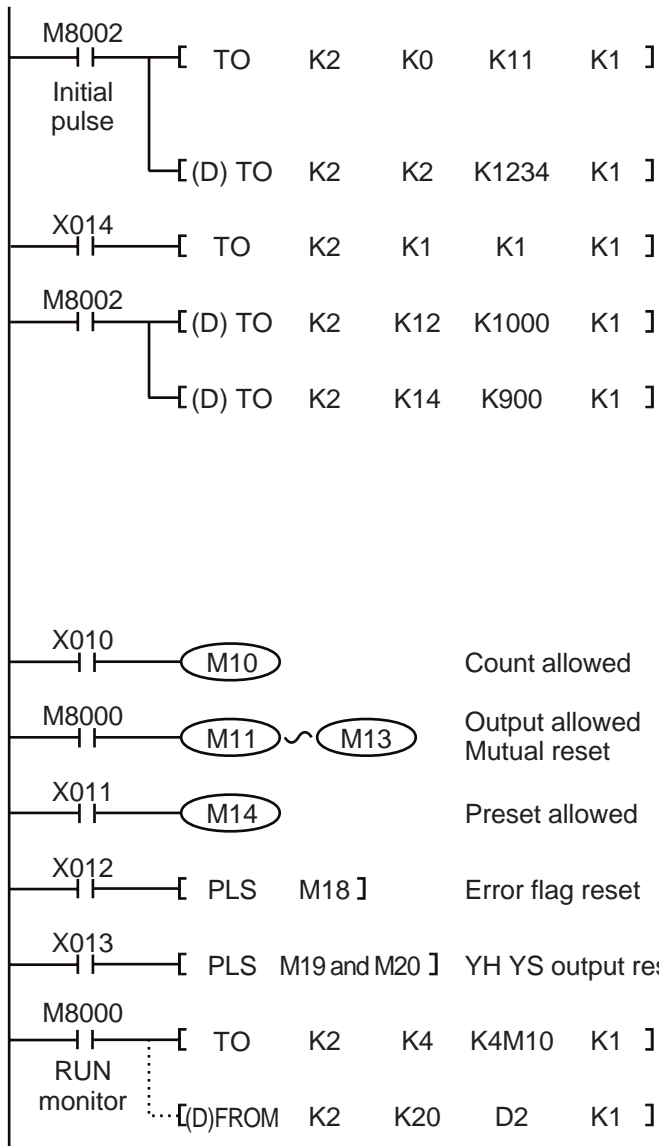 M8002
[ TO K2 K0 K11 K1 ]
Initial
pulse
[ (D) TO K2 K2 K1234 K1 ]
X014
[ TO K2 K1 K1 K1 ]
M8002
[ (D) TO K2 K12 K1000 K1 ]
[ (D) TO K2 K14 K900 K1 ]
X010
M10 Count allowed
M8000
M11 ~ M13 Output allowed
Mutual reset
X011
M14 Preset allowed
X012
[ PLS M18 ] Error flag reset
X013
[ PLS M19 and M20 ] YH YS output res
M8000
[ TO K2 K4 K4M10 K1 ]
RUN
monitor
[ (D)FROM K2 K20 D2 K1 ]